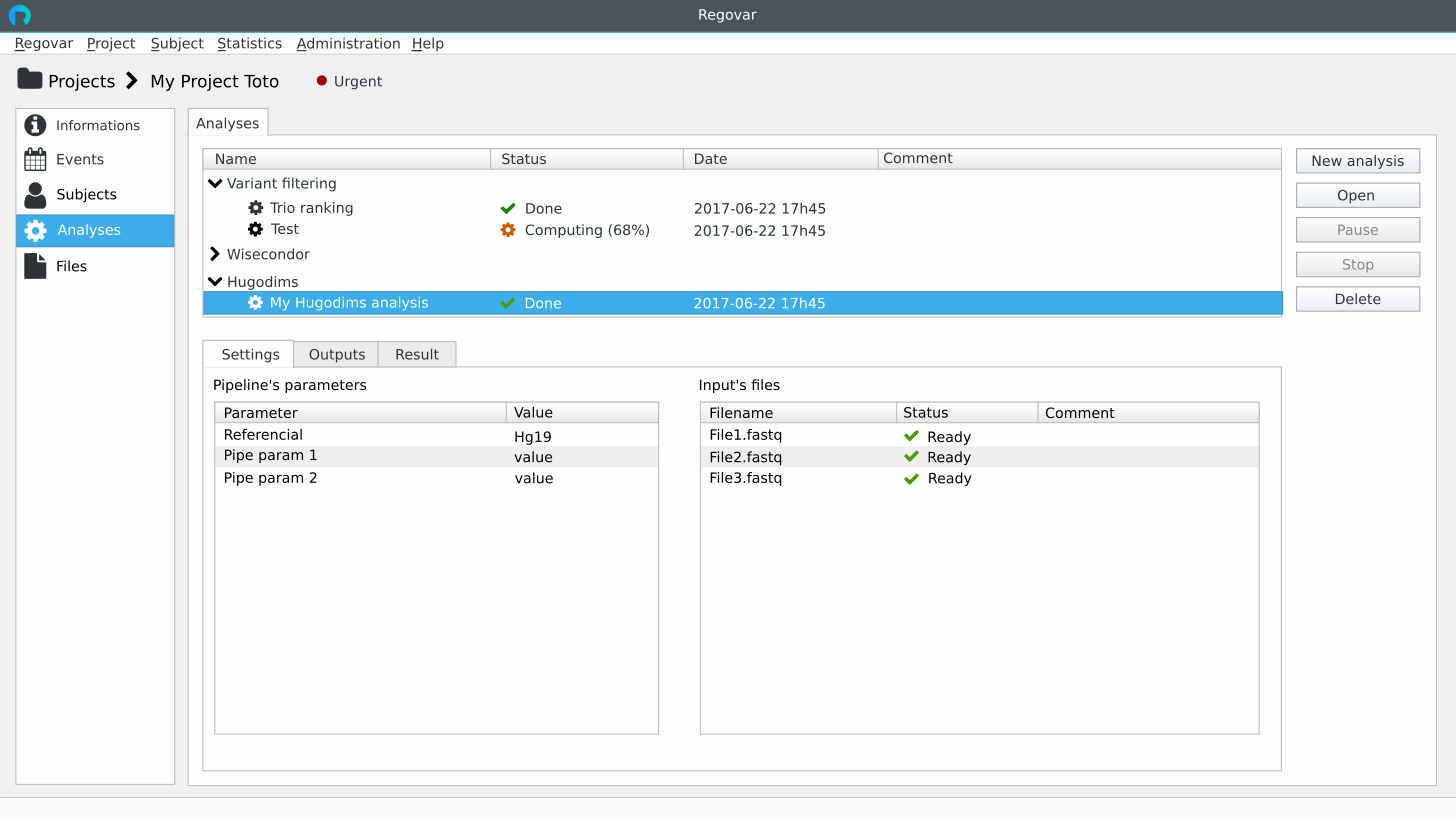 Regovar
Regovar Project Subject Statistics Administration Help
Projects My Project Toto Urgent
Informations
Events
Subjects
Analyses
Files
Analyses
Name Status Date Comment
Variant filtering
Trio ranking Done 2017-06-22 17h45
Test Computing (68%) 2017-06-22 17h45
Wisecondor
Hugodims
My Hugodims analysis Done 2017-06-22 17h45
New analysis
Open
Pause
Stop
Delete
Settings Outputs Result
Pipeline's parameters
Parameter Value
Referencial Hg19
Pipe param 1 value
Pipe param 2 value
Input's files
Filename Status Comment
File1.fastq Ready
File2.fastq Ready
File3.fastq Ready